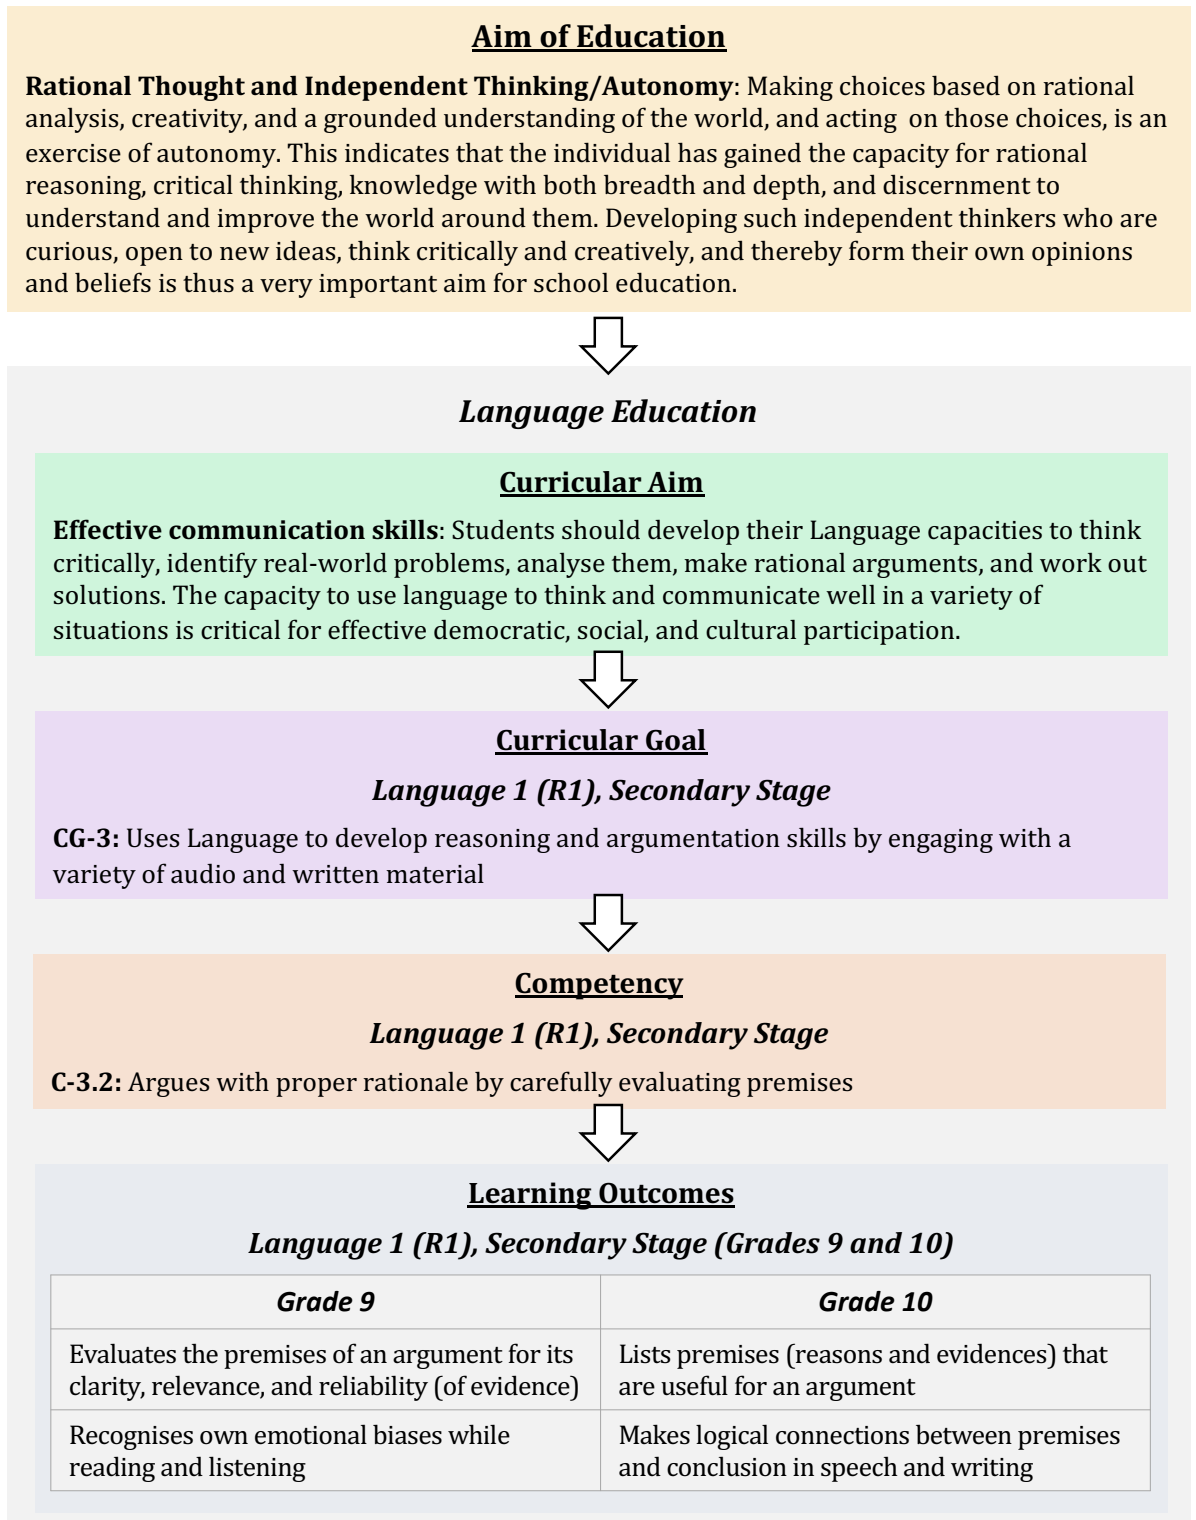 Aim of Education
Rational Thought and Independent Thinking/Autonomy: Making choices based on rational
analysis, creativity, and a grounded understanding of the world, and acting on those choices, is an
exercise of autonomy. This indicates that the individual has gained the capacity for rational
reasoning, critical thinking, knowledge with both breadth and depth, and discernment to
understand and improve the world around them. Developing such independent thinkers who are
curious, open to new ideas, think critically and creatively, and thereby form their own opinions
and beliefs is thus a very important aim for school education.
Language Education
Curricular Aim
Effective communication skills: Students should develop their Language capacities to think
critically, identify real-world problems, analyse them, make rational arguments, and work out
solutions. The capacity to use language to think and communicate well in a variety of
situations is critical for effective democratic, social, and cultural participation.
Curricular Goal
Language 1 (R1), Secondary Stage
CG-3: Uses Language to develop reasoning and argumentation skills by engaging with a
variety of audio and written material
Competency
Language 1 (R1), Secondary Stage
C-3.2: Argues with proper rationale by carefully evaluating premises
Learning Outcomes
Language 1 (R1), Secondary Stage (Grades 9 and 10)
Grade 9
Grade 10
Evaluates the premises of an argument for its
clarity, relevance, and reliability (of evidence)
Lists premises (reasons and evidences) that
are useful for an argument
Recognises own emotional biases while
reading and listening
Makes logical connections between premises
and conclusion in speech and writing